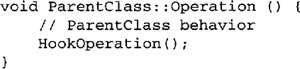 void ParentClass::Operation () {
    // ParentClass behavior
    HookOperation();
}